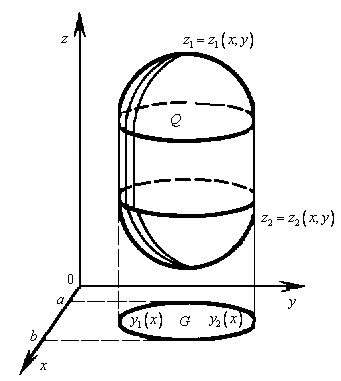 z
z₁ = z₁(x, y)
Q
z₂ = z₂(x, y)
0
a
y
y₁(x) G y₂(x)
b
x